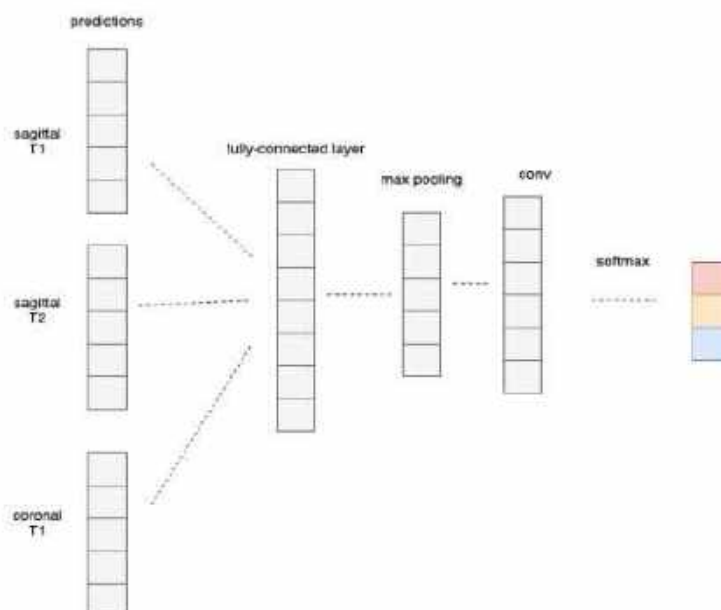 predictions
sagittal
T1
fully-connected layer
max pooling
conv
softmax
sagittal
T2
coronal
T1